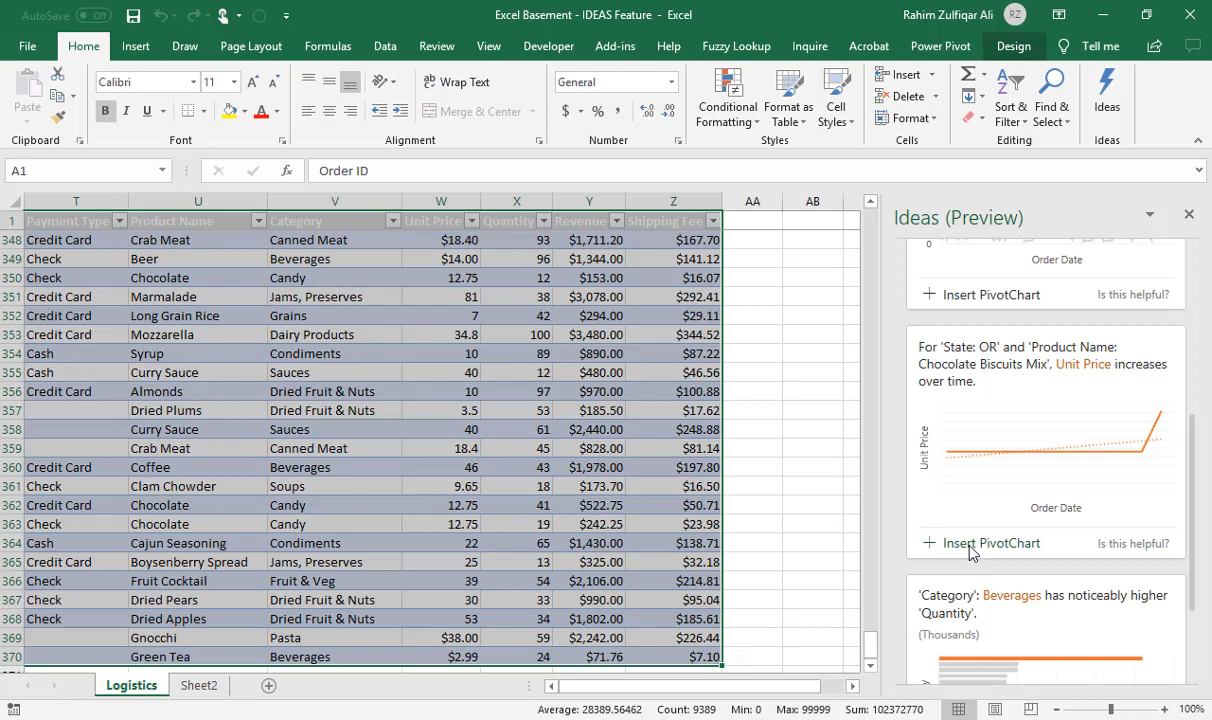 AutoSave Off
Excel Basement - IDEAS Feature - Excel
Rahim Zulfiqar Ali RZ
File Home Insert Draw Page Layout Formulas Data Review View Developer Add-ins Help Fuzzy Lookup Inquire Acrobat Power Pivot Design Tell me
Paste
Calibri 11
B I U A A A
Wrap Text
Merge & Center
General
$ %
Conditional Formatting
Format as Table
Cell Styles
Insert
Delete
Format
Sort & Filter
Find & Select
Ideas
Clipboard Font Alignment Number Styles Cells Editing Ideas
A1 fx Order ID
T U V W X Y Z AA AB
1 Payment Type Product Name Category Unit Price Quantity Revenue Shipping Fee
348 Credit Card Crab Meat Canned Meat $18.40 93 $1,711.20 $167.70
349 Check Beer Beverages $14.00 96 $1,344.00 $141.12
350 Check Chocolate Candy 12.75 12 $153.00 $16.07
351 Credit Card Marmalade Jams, Preserves 81 38 $3,078.00 $292.41
352 Credit Card Long Grain Rice Grains 7 42 $294.00 $29.11
353 Credit Card Mozzarella Dairy Products 34.8 100 $3,480.00 $344.52
354 Cash Syrup Condiments 10 89 $890.00 $87.22
355 Cash Curry Sauce Sauces 40 12 $480.00 $46.56
356 Credit Card Almonds Dried Fruit & Nuts 10 97 $970.00 $100.88
357 Dried Plums Dried Fruit & Nuts 3.5 53 $185.50 $17.62
358 Curry Sauce Sauces 40 61 $2,440.00 $248.88
359 Crab Meat Canned Meat 18.4 45 $828.00 $81.14
360 Credit Card Coffee Beverages 46 43 $1,978.00 $197.80
361 Check Clam Chowder Soups 9.65 18 $173.70 $16.50
362 Credit Card Chocolate Candy 12.75 41 $522.75 $50.71
363 Check Chocolate Candy 12.75 19 $242.25 $23.98
364 Cash Cajun Seasoning Condiments 22 65 $1,430.00 $138.71
365 Credit Card Boysenberry Spread Jams, Preserves 25 13 $325.00 $32.18
366 Check Fruit Cocktail Fruit & Veg 39 54 $2,106.00 $214.81
367 Check Dried Pears Dried Fruit & Nuts 30 33 $990.00 $95.04
368 Check Dried Apples Dried Fruit & Nuts 53 34 $1,802.00 $185.61
369 Gnocchi Pasta $38.00 59 $2,242.00 $226.44
370 Green Tea Beverages $2.99 24 $71.76 $7.10
Ideas (Preview)
0
Order Date
Insert PivotChart Is this helpful?
For 'State: OR' and 'Product Name:
Chocolate Biscuits Mix', Unit Price increases
over time.
Unit Price
Order Date
Insert PivotChart Is this helpful?
'Category': Beverages has noticeably higher
'Quantity'.
(Thousands)
Logistics Sheet2
Average: 28389.56462 Count: 9389 Min: 0 Max: 99999 Sum: 102372770 100%